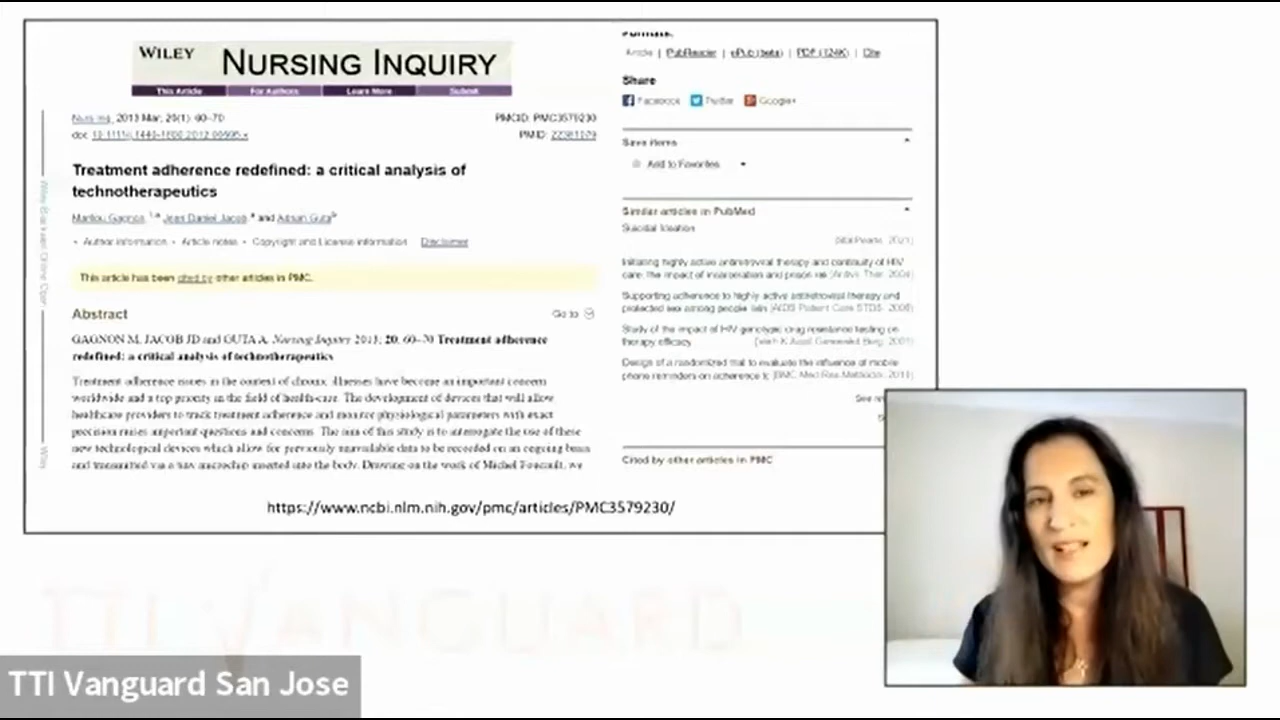 WILEY NURSING INQUIRY
This Article For Authors Learn More Submit
2013 Mar; 20(1): 60–70
PMCID: PMC3579230
doi:
PMID:
Treatment adherence redefined: a critical analysis of
technotherapeutics
Marilou Gagnon, Jean Daniel Jacob, and Adrian Guta
• Author information • Article notes • Copyright and License information Disclaimer
This article has been cited by other articles in PMC.
Abstract
Go to
GAGNON M, JACOB JD and GUTA A. Nursing Inquiry 2013; 20: 60–70 Treatment adherence
redefined: a critical analysis of technotherapeutics
Treatment adherence issues in the context of chronic illnesses have become an important concern
worldwide and a top priority in the field of health-care. The development of devices that will allow
healthcare providers to track treatment adherence and monitor physiological parameters with exact
precision raises important questions and concerns. The aim of this study is to interrogate the use of these
new technological devices which allow for previously unavailable data to be recorded on an ongoing basis
and transmitted via a tiny microchip inserted into the body. Drawing on the work of Michel Foucault, we
Article | PubReader | ePub (beta) | PDF (124K) | Cite
Share
Facebook Twitter Google+
Save items
Add to Favorites
Similar articles in PubMed
Suicidal Ideation
[StatPearls. 2021]
Initiating highly active antiretroviral therapy and continuity of HIV
care: the impact of incarceration and prison
Supporting adherence to highly active antiretroviral therapy and
protected sex among people
Study of the impact of HIV genotypic drug resistance testing on
therapy efficacy
Design of a randomized trial to evaluate the influence of mobile
phone reminders on adherence to
Cited by other articles in PMC
https://www.ncbi.nlm.nih.gov/pmc/articles/PMC3579230/
TTI VANGUARD
TTI Vanguard San Jose